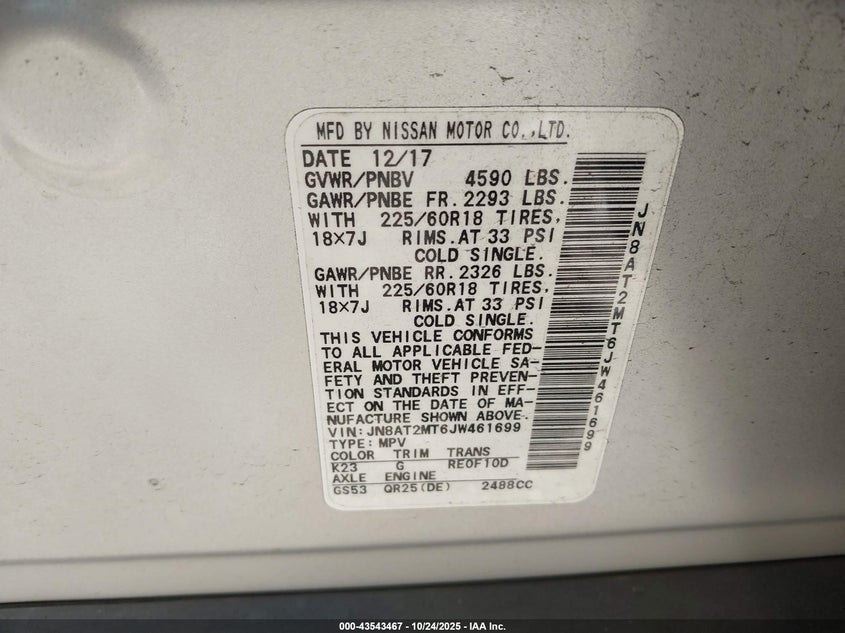 MFD BY NISSAN MOTOR CO.,LTD.
DATE 12/17
GVWR/PNBV 4590 LBS.
GAWR/PNBE FR. 2293 LBS.
WITH 225/60R18 TIRES,
18×7J RIMS.AT 33 PSI
COLD SINGLE.
GAWR/PNBE RR. 2326 LBS.
WITH 225/60R18 TIRES,
18×7J RIMS.AT 33 PSI
COLD SINGLE.
THIS VEHICLE CONFORMS
TO ALL APPLICABLE FED-
ERAL MOTOR VEHICLE SA-
FETY AND THEFT PREVEN-
TION STANDARDS IN EFF-
ECT ON THE DATE OF MA-
NUFACTURE SHOWN ABOVE.
VIN:JN8AT2MT6JW461699
TYPE:MPV
COLOR TRIM TRANS
K23 G RE0F10D
AXLE ENGINE
GS53 QR25(DE) 2488CC
JN8AT2MT6JW461699
000-43543467 - 10/24/2025 - IAA Inc.